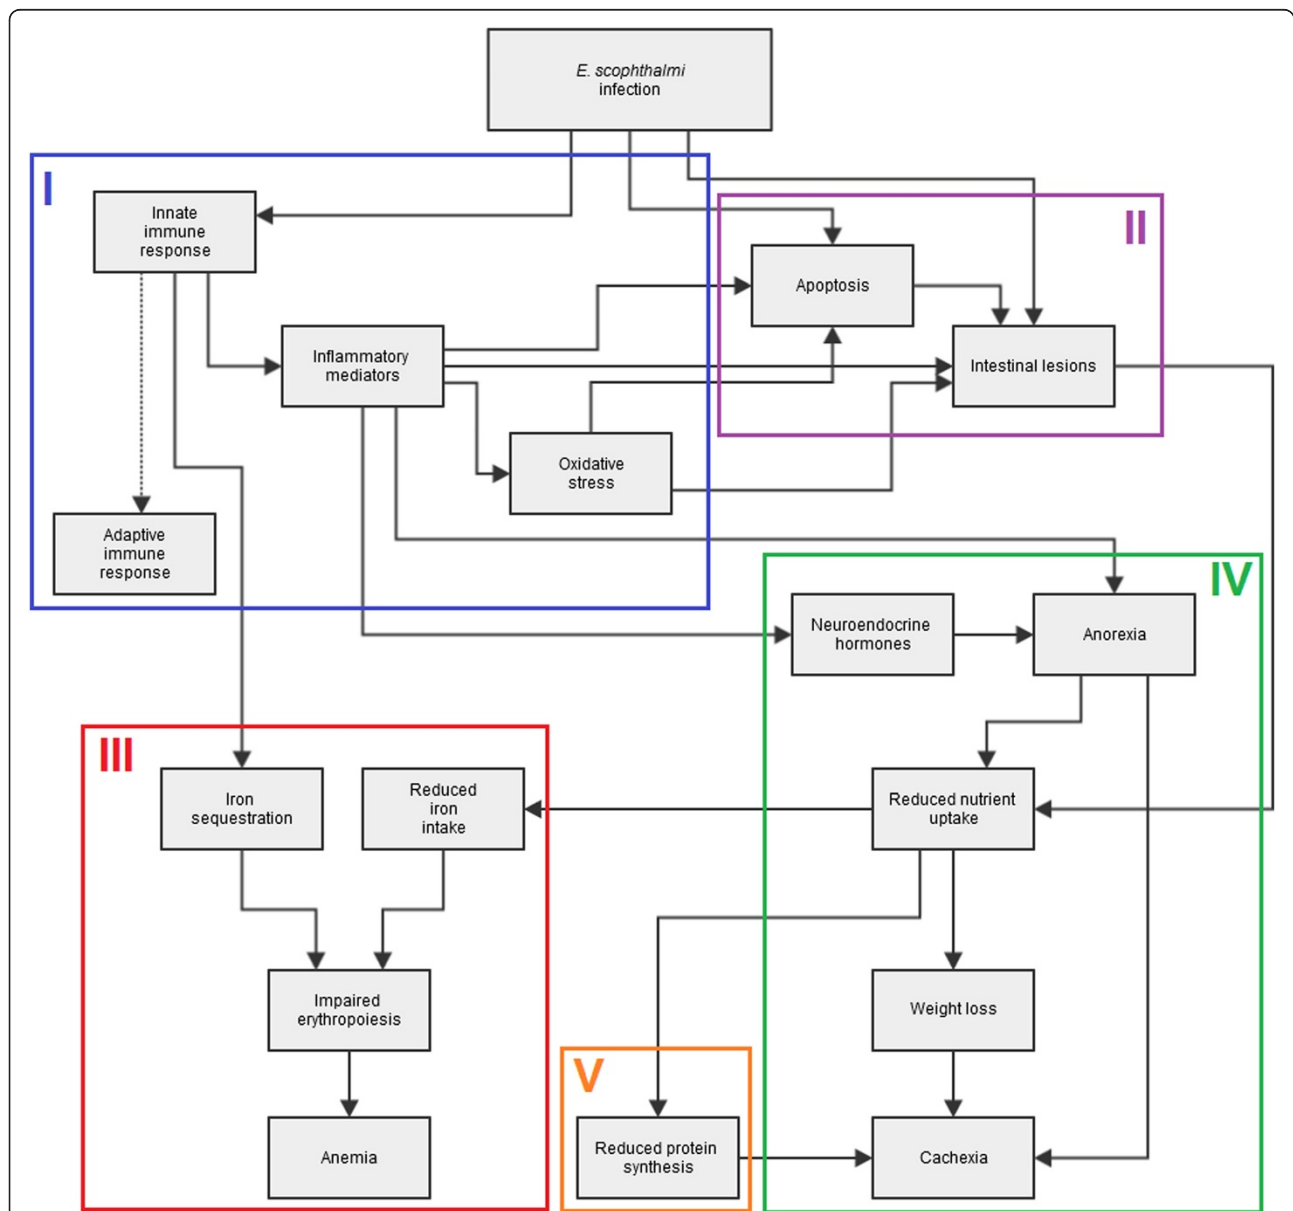 E. scophthalmi
infection
I
Innate
immune
response
II
Apoptosis
Inflammatory
mediators
Intestinal lesions
Oxidative
stress
Adaptive
immune
response
IV
Neuroendocrine
hormones
Anorexia
III
Iron
sequestration
Reduced
iron
intake
Reduced nutrient
uptake
Impaired
erythropoiesis
Weight loss
V
Anemia
Reduced protein
synthesis
Cachexia